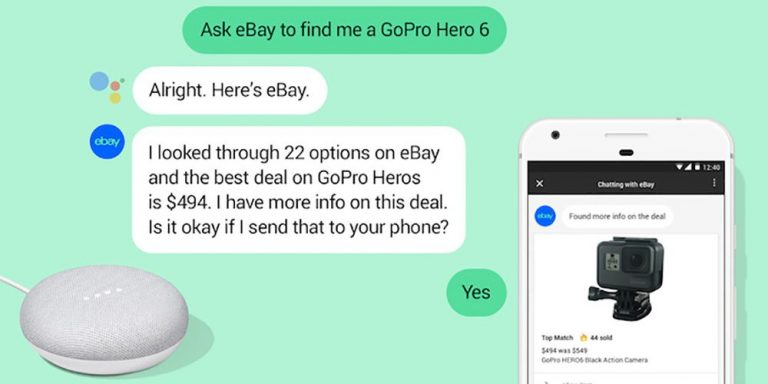 Ask eBay to find me a GoPro Hero 6
Alright. Here's eBay.
ebay
I looked through 22 options on eBay
and the best deal on GoPro Heros
is $494. I have more info on this deal.
Is it okay if I send that to your phone?
Yes
12:40
Chatting with eBay
ebay
Found more info on the deal
Top Match 44 sold
$494 was $549
GoPro HERO6 Black Action Camera